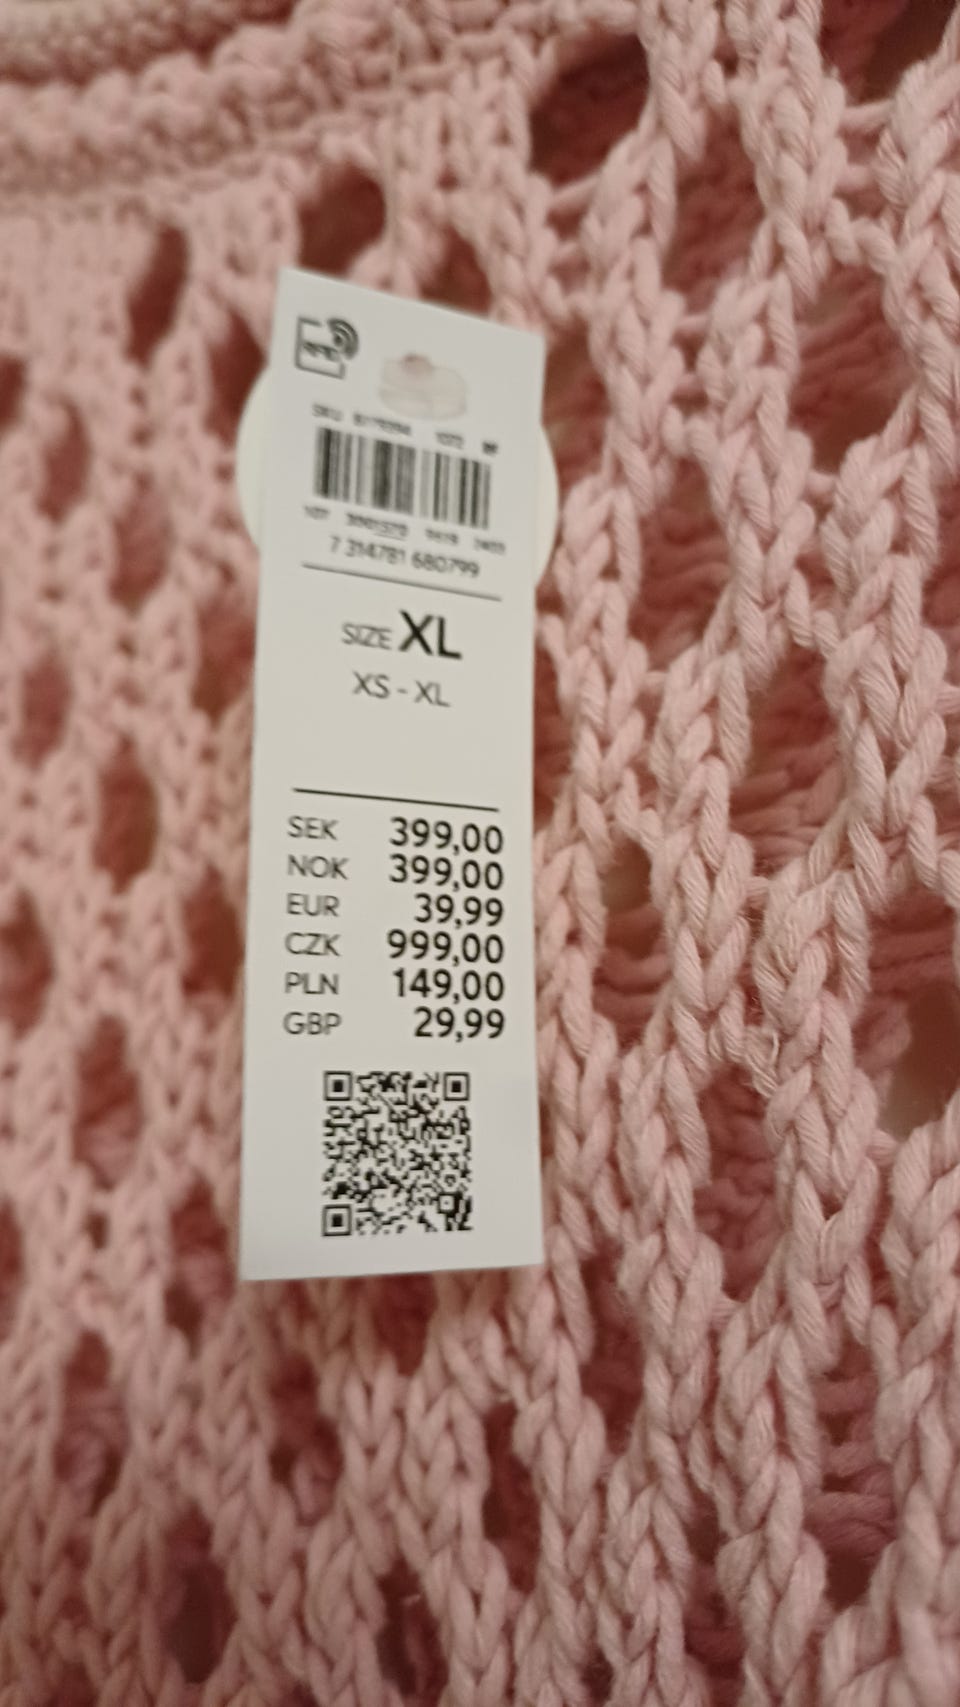 SKU
7 314781 680799
SIZE XL
XS - XL
SEK 399,00
NOK 399,00
EUR 39,99
CZK 999,00
PLN 149,00
GBP 29,99